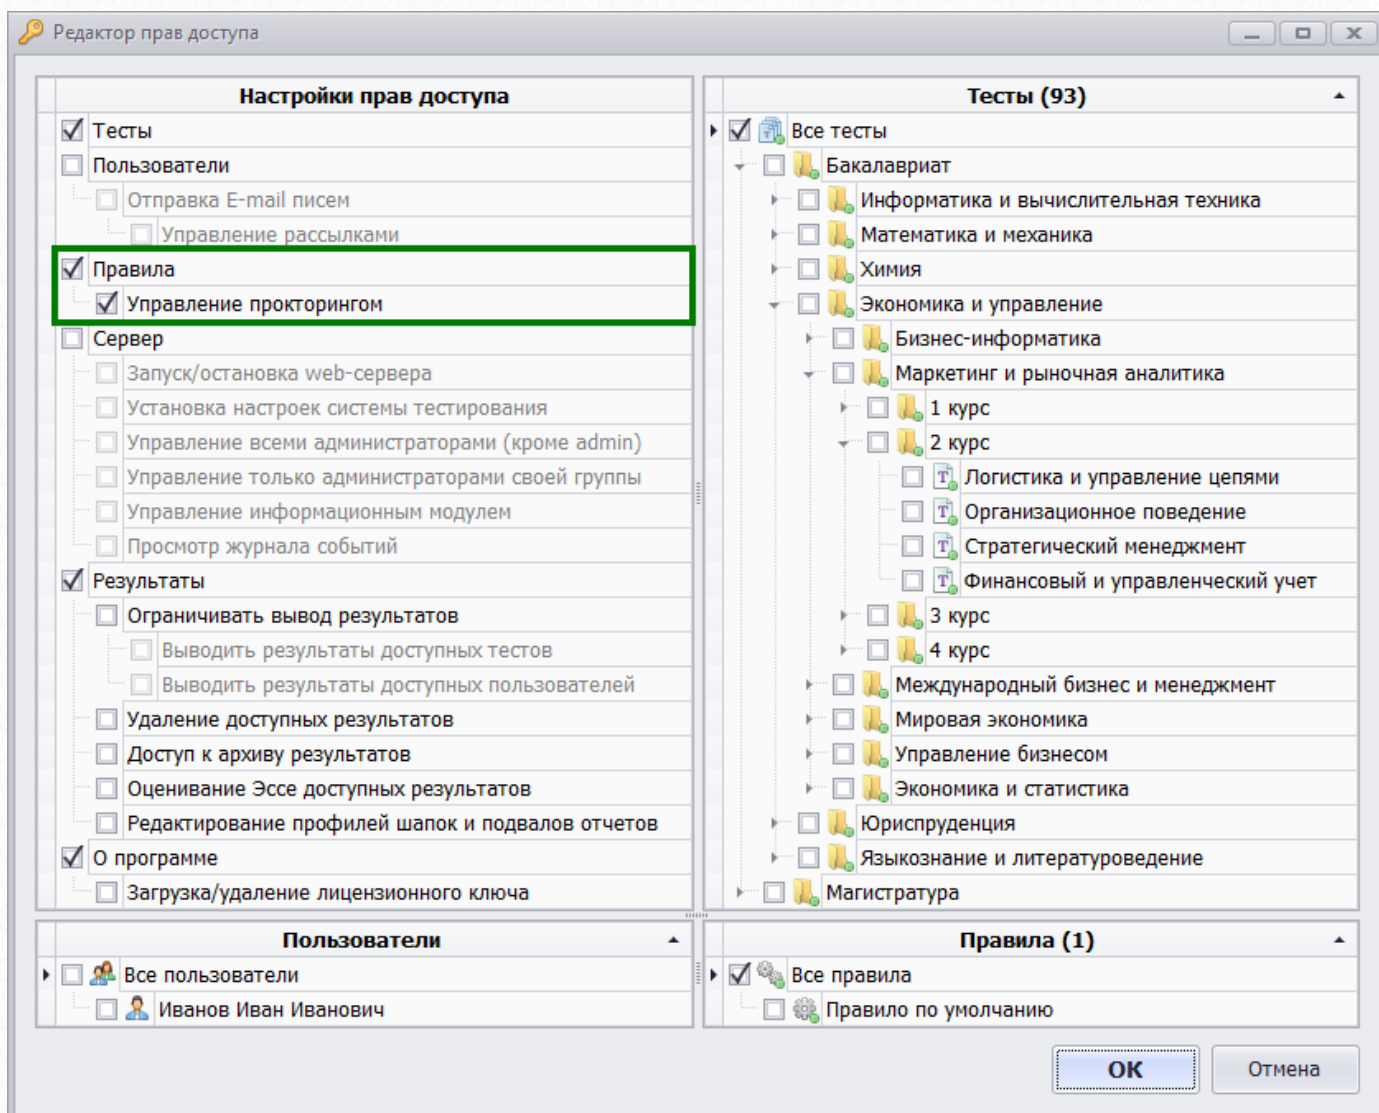 Редактор прав доступа
Настройки прав доступа
Тесты
Пользователи
Отправка E-mail писем
Управление рассылками
Правила
Управление прокторингом
Сервер
Запуск/остановка web-сервера
Установка настроек системы тестирования
Управление всеми администраторами (кроме admin)
Управление только администраторами своей группы
Управление информационным модулем
Просмотр журнала событий
Результаты
Ограничивать вывод результатов
Выводить результаты доступных тестов
Выводить результаты доступных пользователей
Удаление доступных результатов
Доступ к архиву результатов
Оценивание Эссе доступных результатов
Редактирование профилей шапок и подвалов отчетов
О программе
Загрузка/удаление лицензионного ключа
Тесты (93)
Все тесты
Бакалавриат
Информатика и вычислительная техника
Математика и механика
Химия
Экономика и управление
Бизнес-информатика
Маркетинг и рыночная аналитика
1 курс
2 курс
Логистика и управление цепями
Организационное поведение
Стратегический менеджмент
Финансовый и управленческий учет
3 курс
4 курс
Международный бизнес и менеджмент
Мировая экономика
Управление бизнесом
Экономика и статистика
Юриспруденция
Языкознание и литературоведение
Магистратура
Пользователи
Все пользователи
Иванов Иван Иванович
Правила (1)
Все правила
Правило по умолчанию
ОК
Отмена